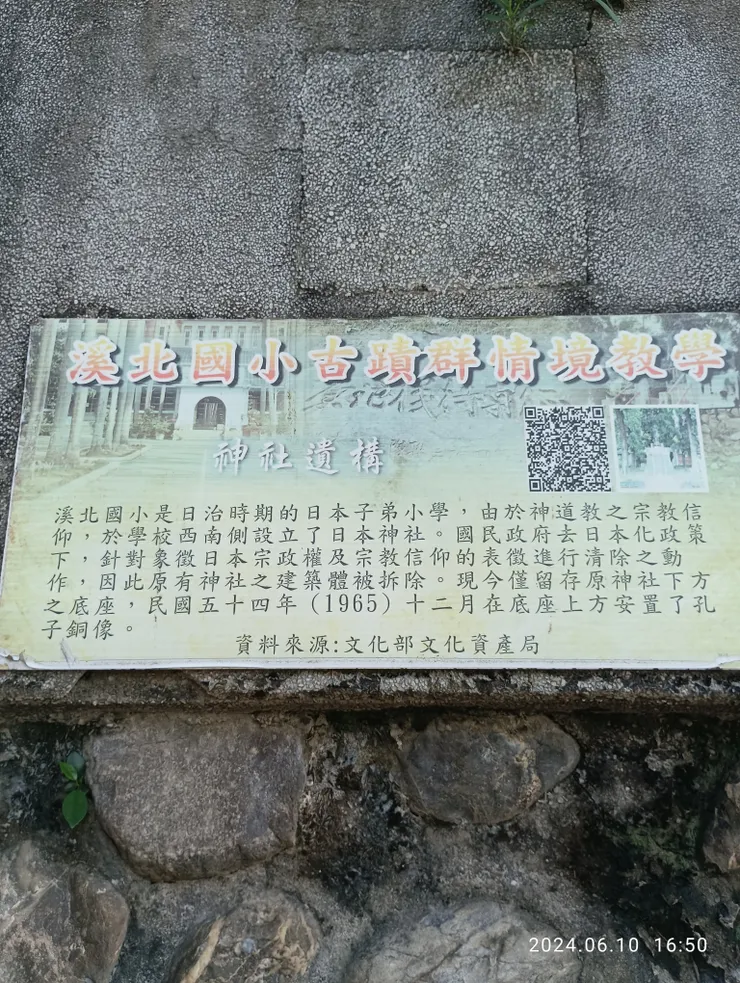 溪北國小古蹟群情境教學
神社遺構
溪北國小是日治時期的日本子弟小學，由於神道教之宗教信
仰，於學校西南側設立了日本神社。國民政府去日本化政策
下，針對象徵日本宗政權及宗教信仰的表徵進行清除之動
作，因此原有神社之建築體被拆除。現今僅留存原神社下方
之底座，民國五十四年（1965）十二月在底座上方安置了孔
子銅像。
資料來源:文化部文化資產局
2024.06.10 16:50